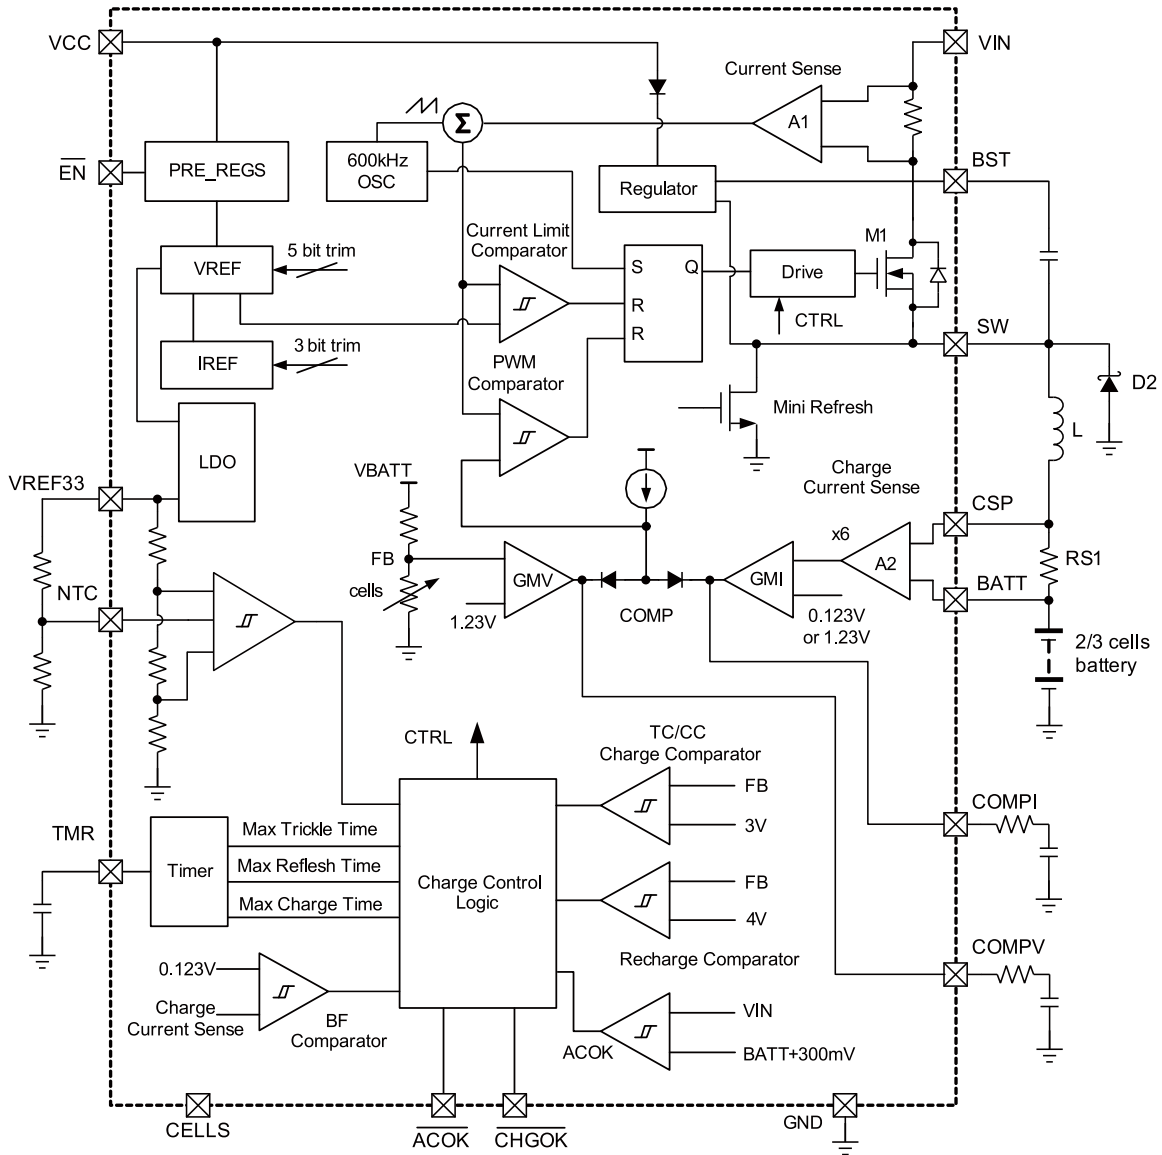 VCC
VIN
Current Sense
A1
Σ
EN
PRE_REGS
600kHz
OSC
Regulator
BST
5 bit trim
VREF
Current Limit
Comparator
S
Q
R
R
M1
Drive
CTRL
SW
3 bit trim
IREF
PWM
Comparator
Mini Refresh
D2
L
LDO
VREF33
VBATT
Charge
Current Sense
CSP
x6
A2
RS1
FB
GMV
GMI
NTC
cells
1.23V
COMP
0.123V
or 1.23V
BATT
2/3 cells
battery
CTRL
TC/CC
Charge Comparator
FB
3V
COMPI
TMR
Timer
Max Trickle Time
Max Reflesh Time
Max Charge Time
Charge Control
Logic
FB
4V
Recharge Comparator
COMPV
0.123V
Charge
Current Sense
BF
Comparator
VIN
ACOK
BATT+300mV
CELLS
ACOK
CHGOK
GND